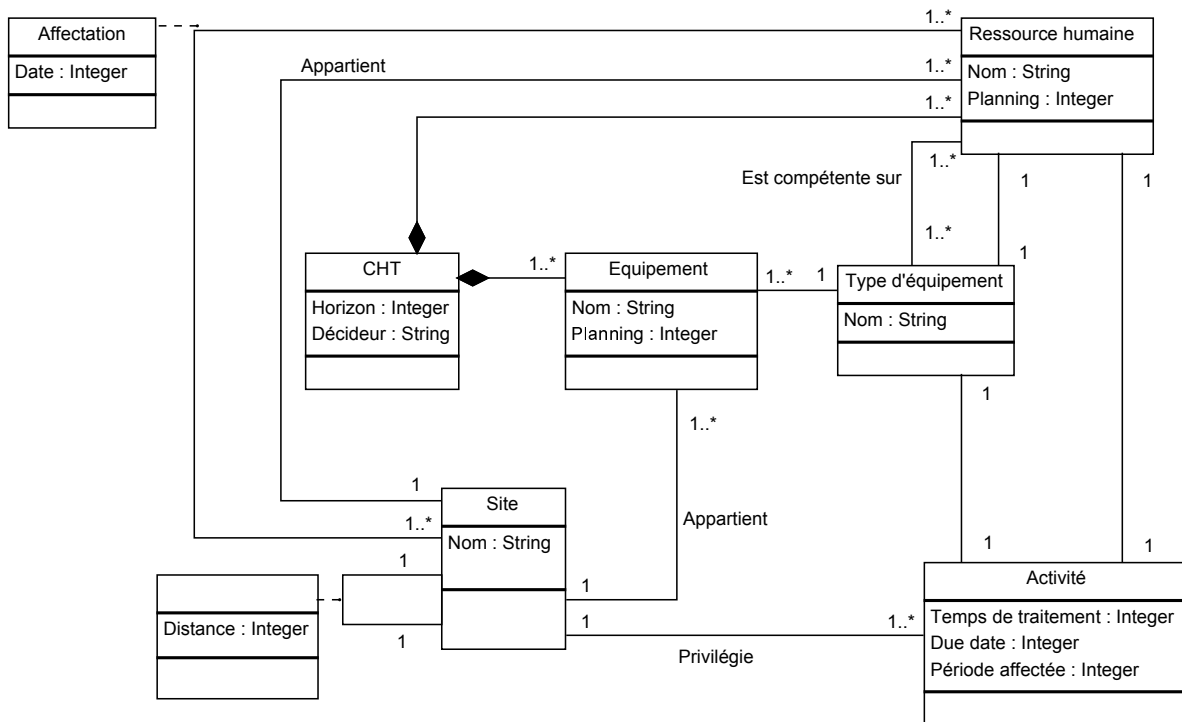 Affectation
Date : Integer
1..*
Ressource humaine
Nom : String
Planning : Integer
Appartient
1..*
1..*
1..*
1
1
Est compétente sur
1..*
1
CHT
Horizon : Integer
Décideur : String
1..*
Equipement
Nom : String
Planning : Integer
1..*
1
Type d'équipement
Nom : String
1
1..*
1
Site
Nom : String
1..*
Appartient
1
1
1
1
Distance : Integer
1
1
Privilégie
1..*
Activité
Temps de traitement : Integer
Due date : Integer
Période affectée : Integer